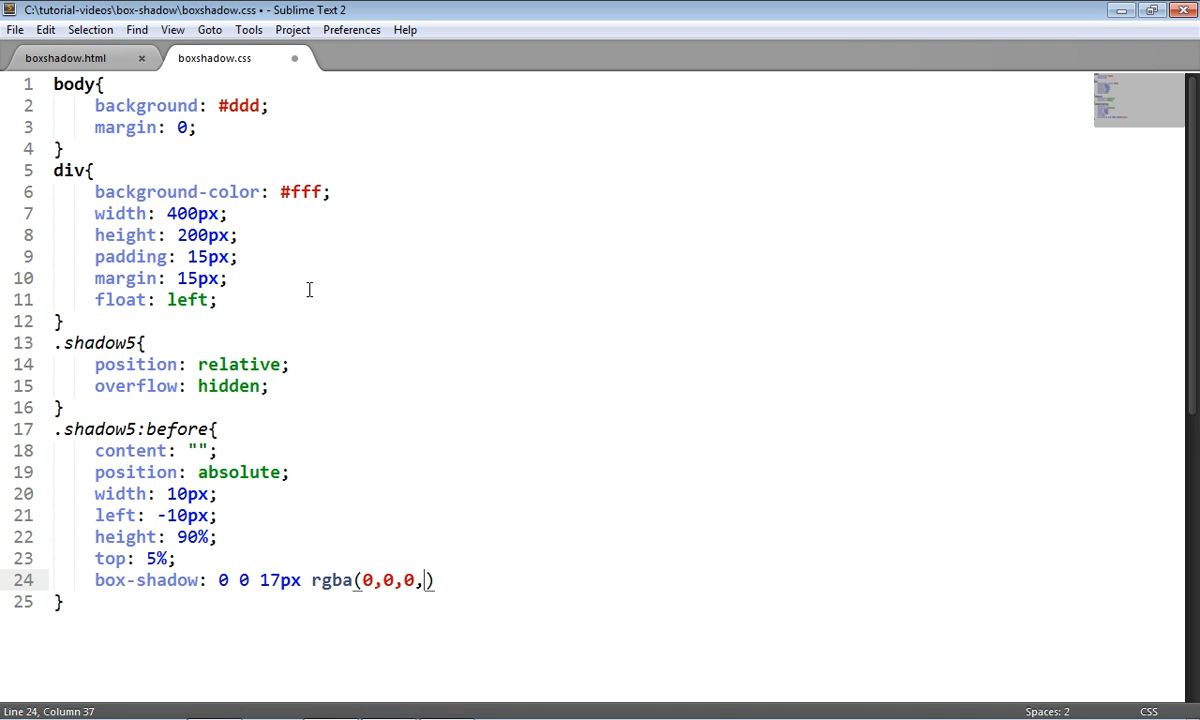 C:\tutorial-videos\box-shadow\boxshadow.css • - Sublime Text 2
File Edit Selection Find View Goto Tools Project Preferences Help
boxshadow.html × boxshadow.css
1 body{
2 background: #ddd;
3 margin: 0;
4 }
5 div{
6 background-color: #fff;
7 width: 400px;
8 height: 200px;
9 padding: 15px;
10 margin: 15px;
11 float: left;
12 }
13 .shadow5{
14 position: relative;
15 overflow: hidden;
16 }
17 .shadow5:before{
18 content: "";
19 position: absolute;
20 width: 10px;
21 left: -10px;
22 height: 90%;
23 top: 5%;
24 box-shadow: 0 0 17px rgba(0,0,0,)
25 }
Line 24, Column 37 Spaces: 2 CSS